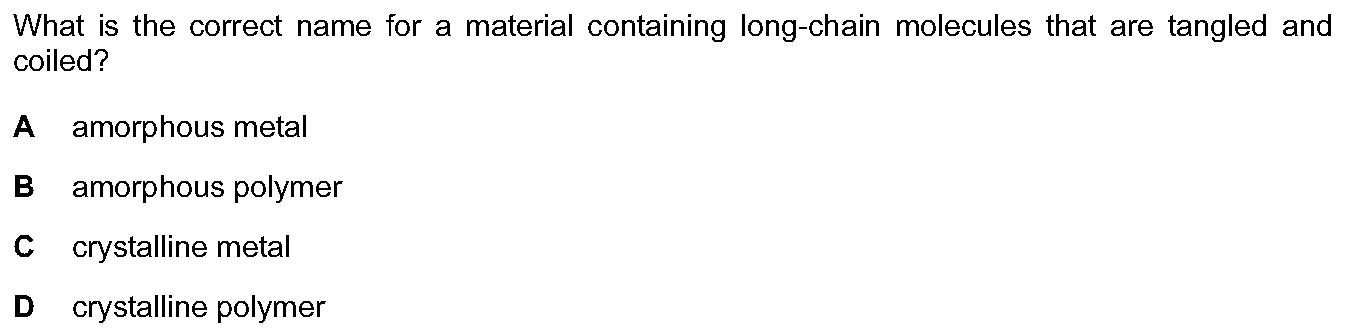 What is the correct name for a material containing long-chain molecules that are tangled and
coiled?
A amorphous metal
B amorphous polymer
C crystalline metal
D crystalline polymer